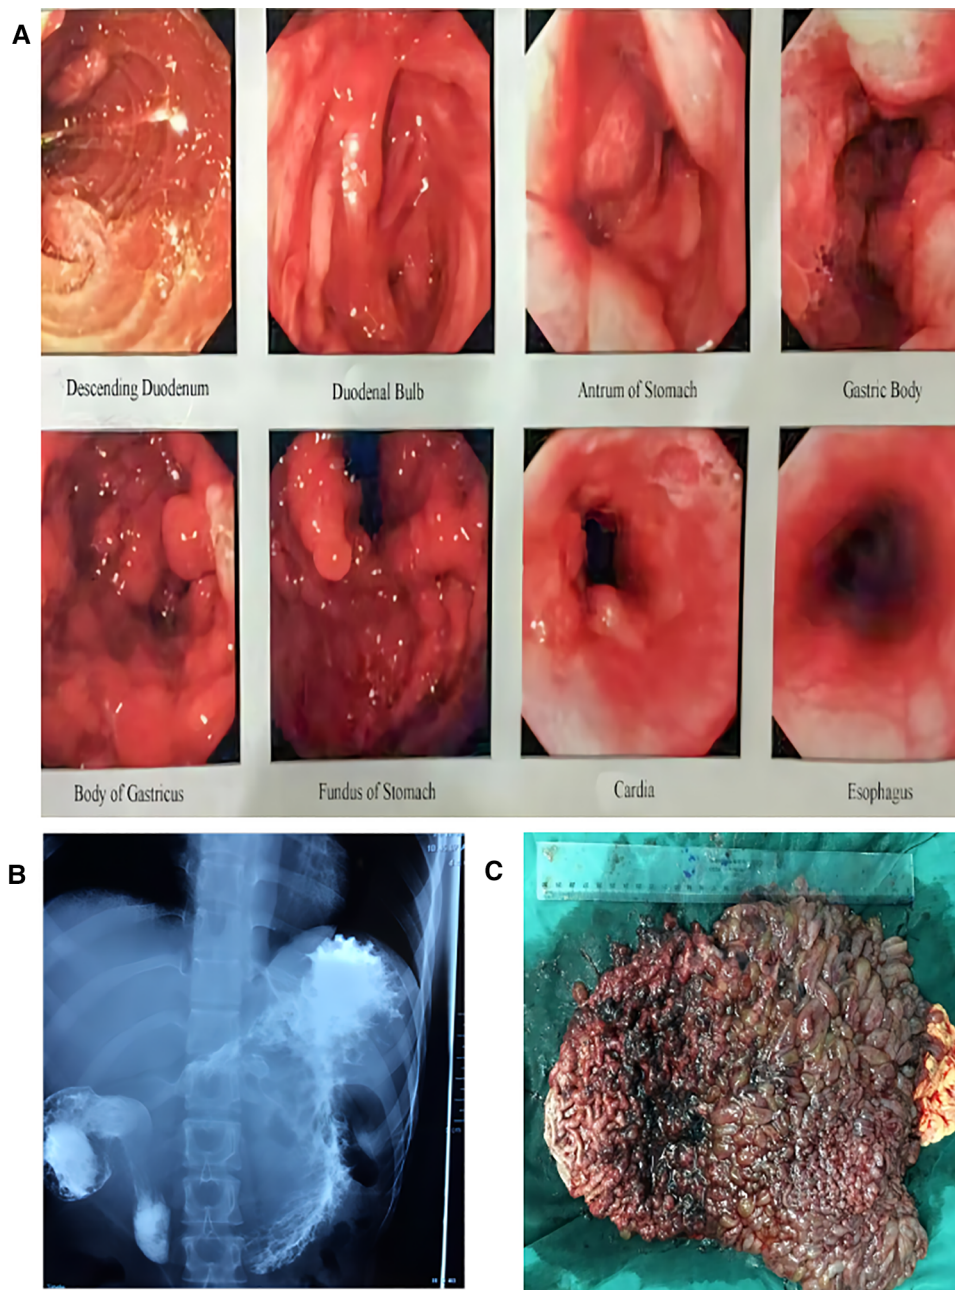 A
Descending Duodenum
Duodenal Bulb
Antrum of Stomach
Gastric Body
Body of Gastricus
Fundus of Stomach
Cardia
Esophagus
B
C